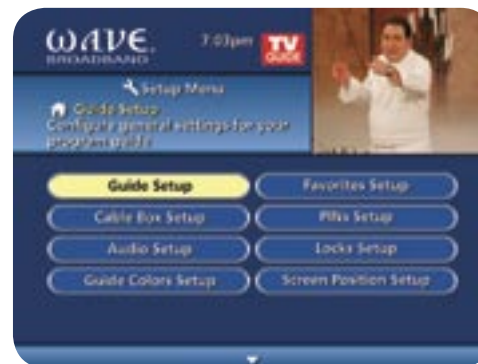 WAVE.
BROADBAND
7:03pm
TV
GUIDE
Setup Menu
Guide Setup
Configure general settings for your
program guide
Guide Setup
Favorites Setup
Cable Box Setup
PINs Setup
Audio Setup
Locks Setup
Guide Colors Setup
Screen Position Setup